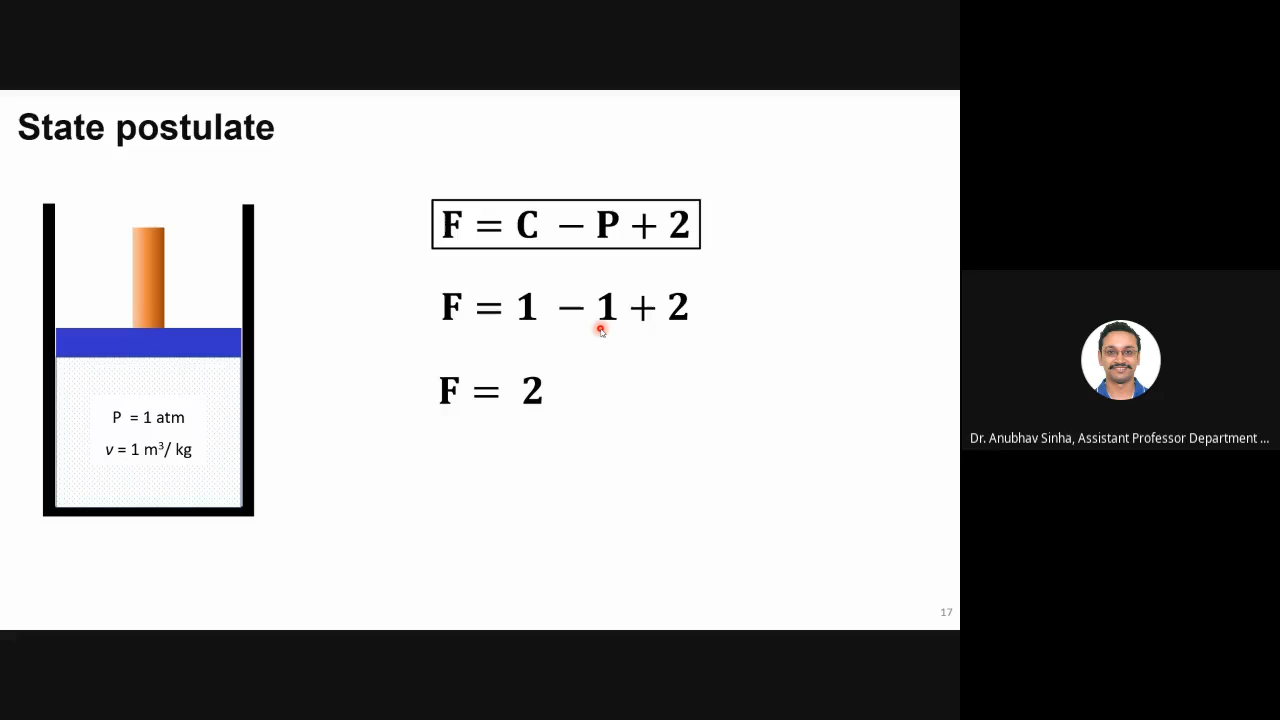 State postulate
F = C − P + 2
F = 1 − 1 + 2
F = 2
P = 1 atm
v = 1 m³/ kg
17
Dr. Anubhav Sinha, Assistant Professor Department ...